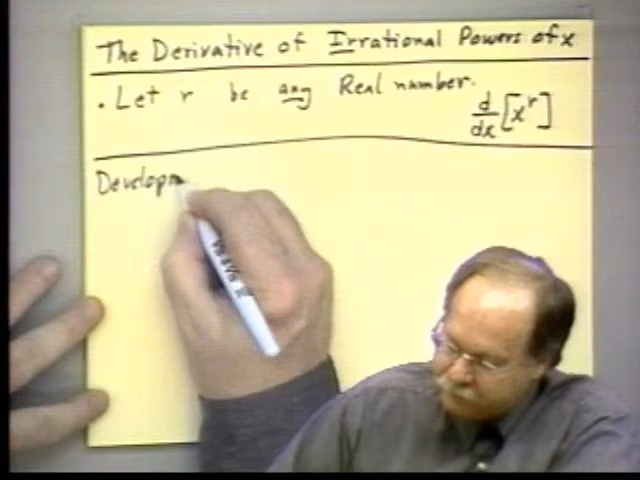 The Derivative of Irrational Powers of x
• Let r be any Real number.
d/dx [x^r]
Develop